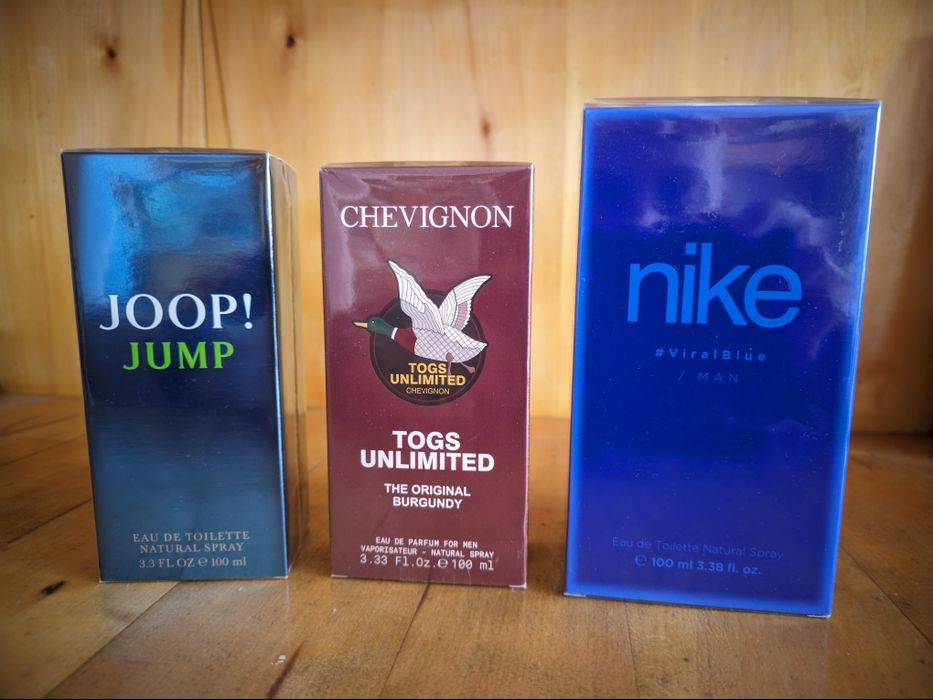 JOOP!
JUMP
EAU DE TOILETTE
NATURAL SPRAY
3.3 FL OZ e 100 ml
CHEVIGNON
TOGS
UNLIMITED
CHEVIGNON
TOGS
UNLIMITED
THE ORIGINAL
BURGUNDY
EAU DE PARFUM FOR MEN
VAPORISATEUR - NATURAL SPRAY
3.33 Fl.Oz.e 100 ml
nike
#ViralBlue
/ MAN
Eau de Toilette Natural Spray
e 100 ml 3.38 fl. oz.